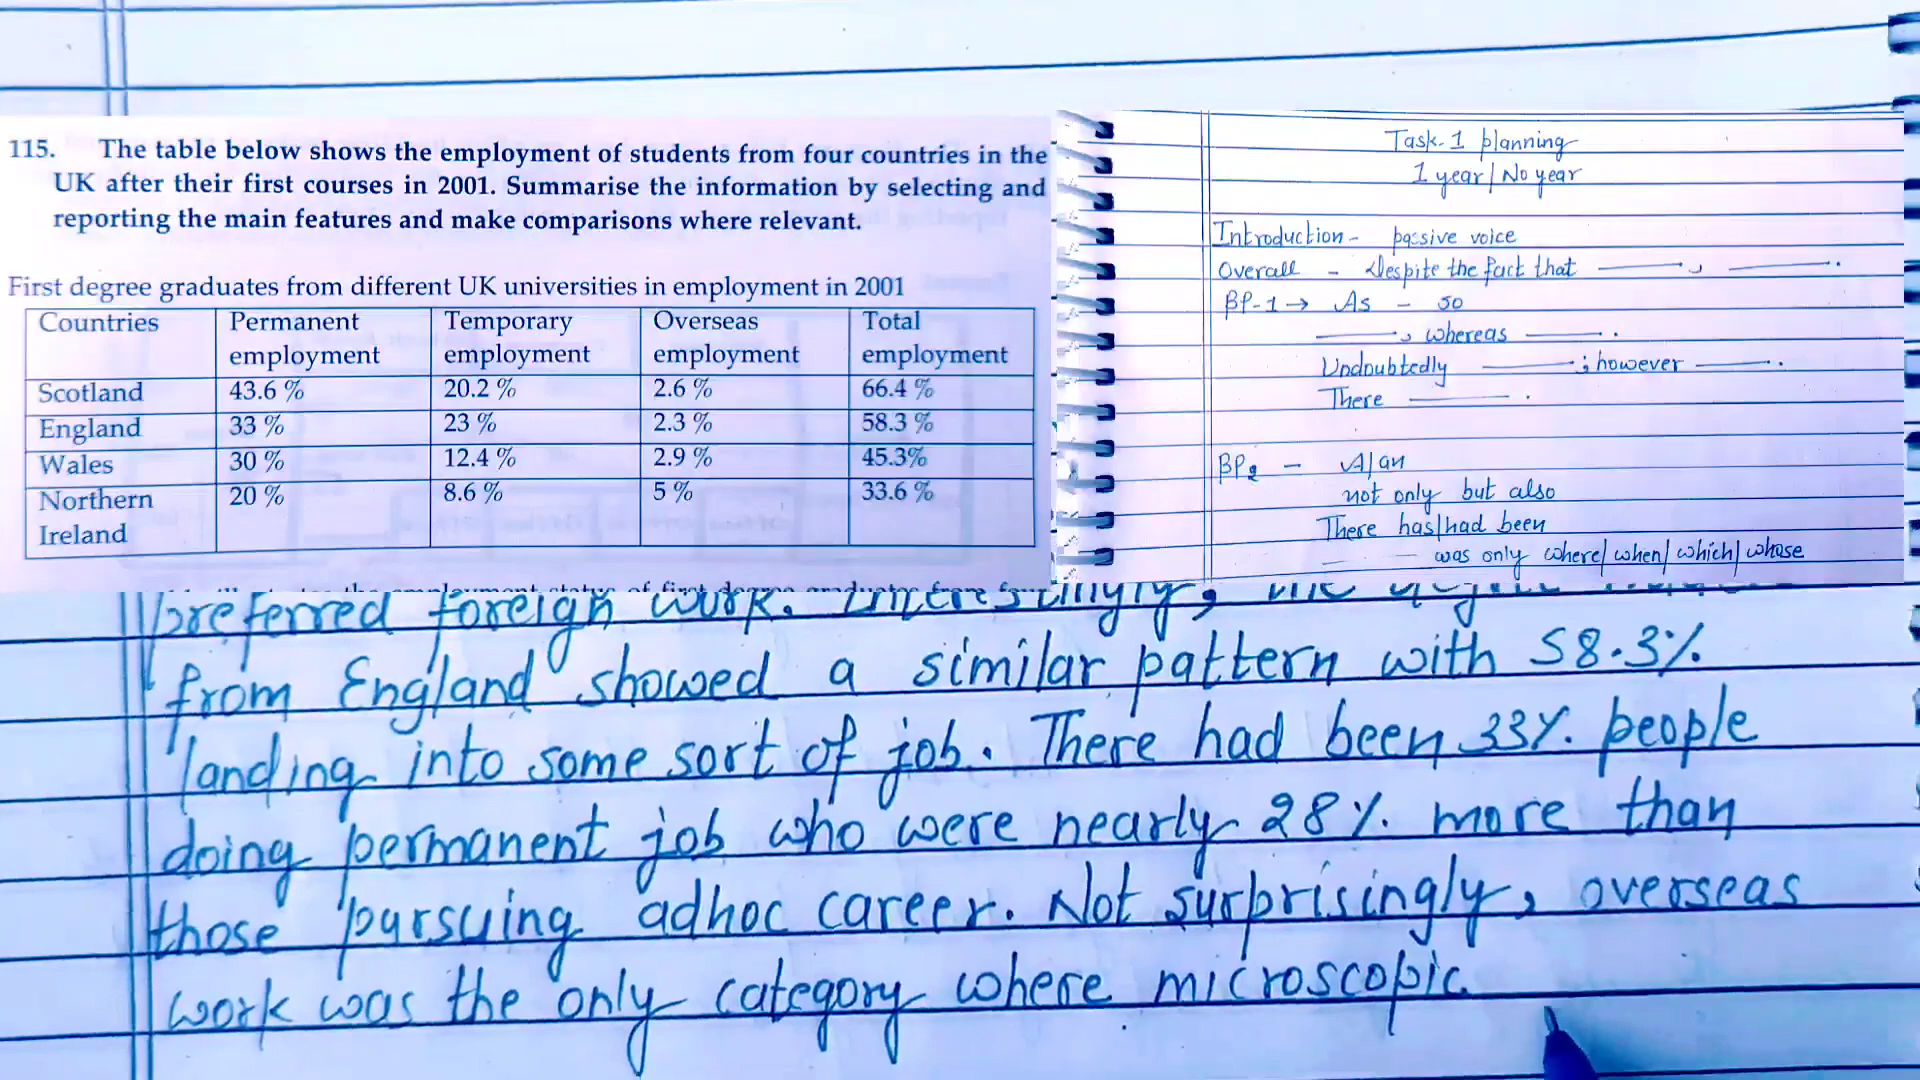 115. The table below shows the employment of students from four countries in the
UK after their first courses in 2001. Summarise the information by selecting and
reporting the main features and make comparisons where relevant.
First degree graduates from different UK universities in employment in 2001
Countries Permanent employment Temporary employment Overseas employment Total employment
Scotland 43.6 % 20.2 % 2.6 % 66.4 %
England 33 % 23 % 2.3 % 58.3 %
Wales 30 % 12.4 % 2.9 % 45.3%
Northern Ireland 20 % 8.6 % 5 % 33.6 %
Task-1 planning
1 year/No year
Introduction - passive voice
Overall - Despite the fact that ——, ——.
BP-1 → As - so
——, whereas ——.
Undoubtedly ——; however ——.
There ——.
BP2 - A/an
not only but also
There has/had been
—— was only where/when/which/whose
preferred foreign work. Interestingly,
from England showed a similar pattern with 58.3%
landing into some sort of job. There had been 33% people
doing permanent job who were nearly 28% more than
those pursuing adhoc career. Not surprisingly, overseas
work was the only category where microscopic